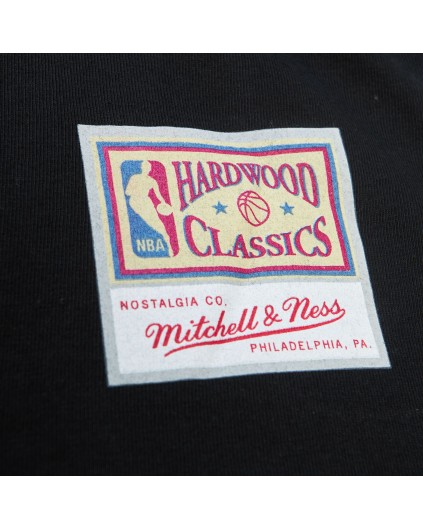 HARDWOOD
NBA
CLASSICS
NOSTALGIA CO.
Mitchell & Ness
PHILADELPHIA, PA.